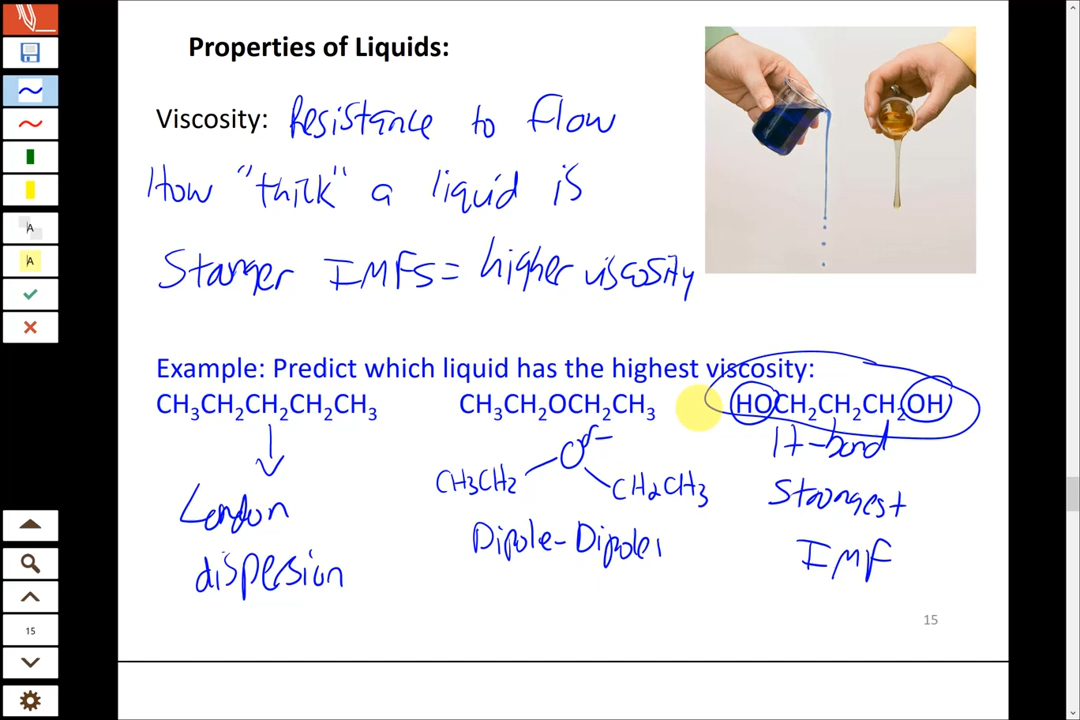 Properties of Liquids:
Viscosity: Resistance to Flow
How "thick" a liquid is
Stronger IMFs = higher viscosity
Example: Predict which liquid has the highest viscosity:
CH₃CH₂CH₂CH₂CH₃ CH₃CH₂OCH₂CH₃ HOCH₂CH₂CH₂OH
O δ− H-bond
CH3CH2 CH2CH3
London Dipole-Dipole Strongest
dispersion IMF
15
A
A
15